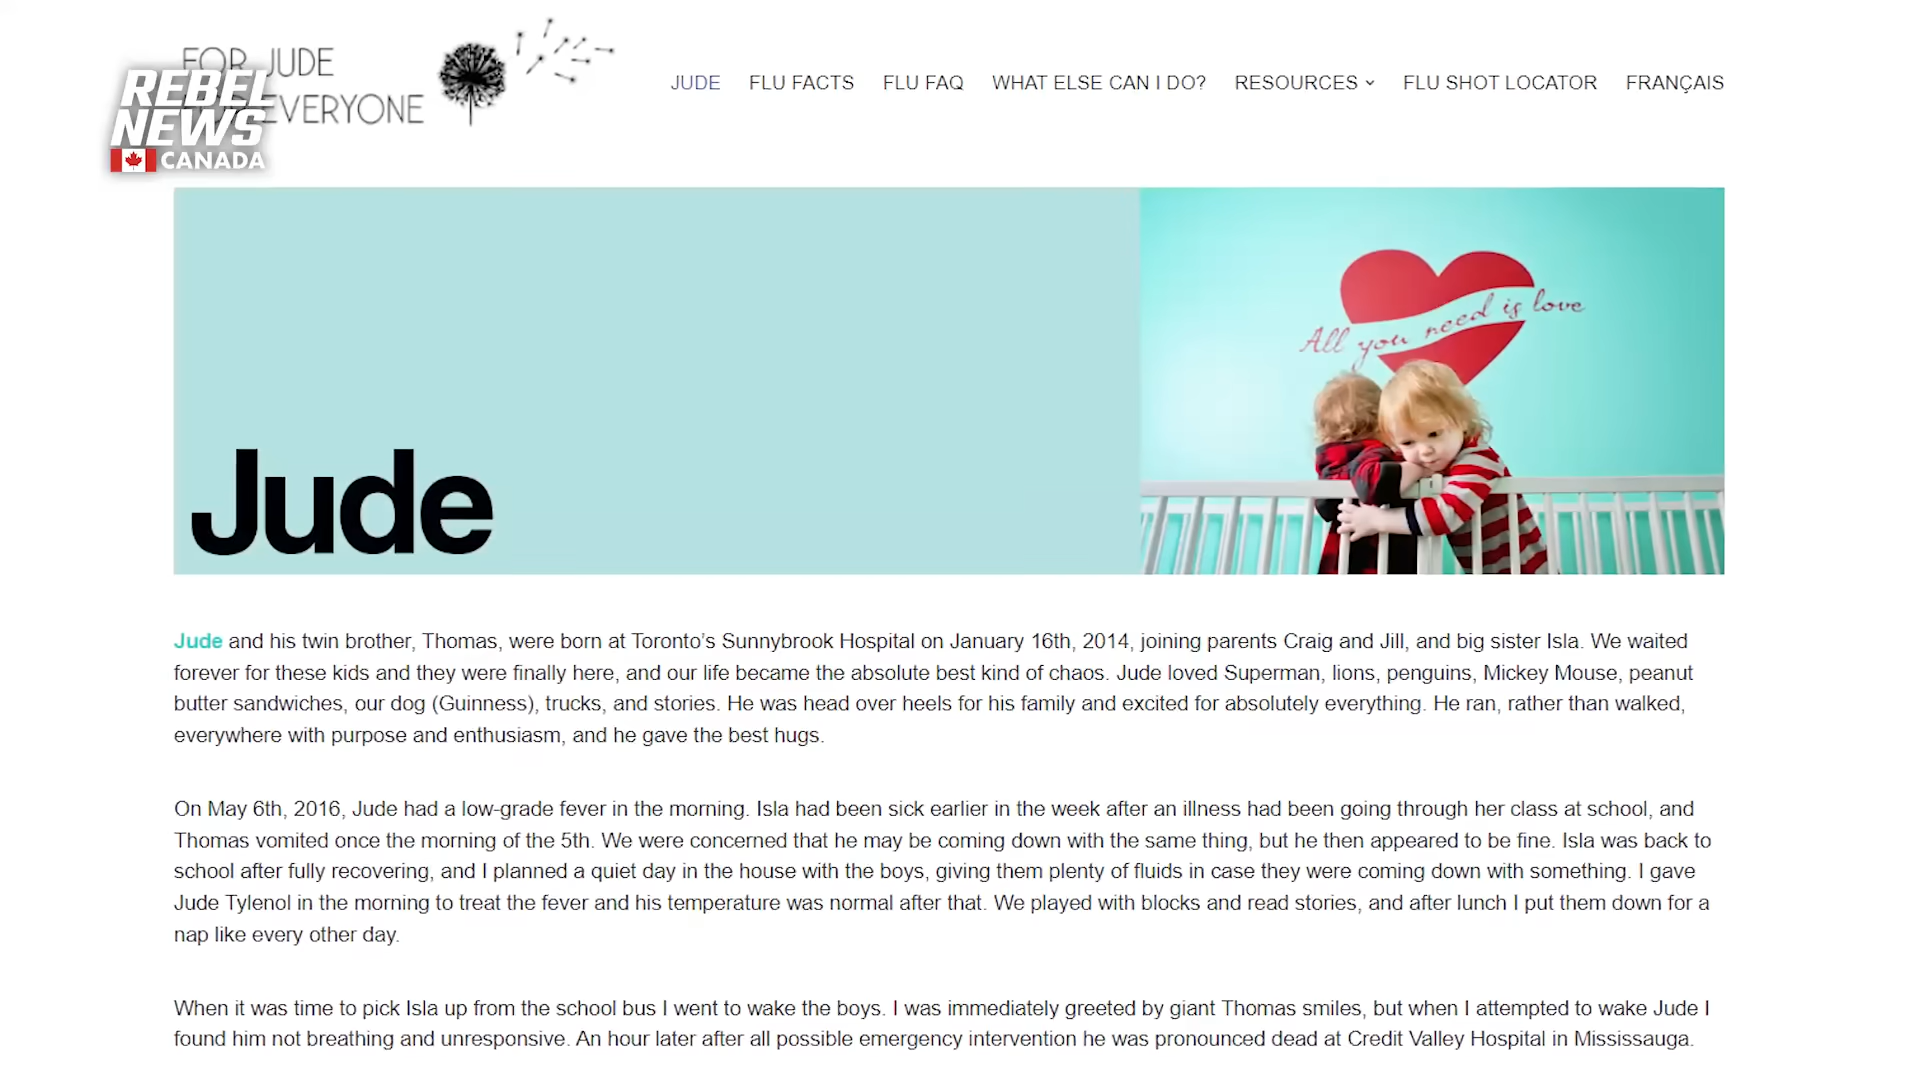 FOR JUDE
EVERYONE
REBEL
NEWS
CANADA
JUDE FLU FACTS FLU FAQ WHAT ELSE CAN I DO? RESOURCES FLU SHOT LOCATOR FRANÇAIS
All you need is love
Jude
Jude and his twin brother, Thomas, were born at Toronto’s Sunnybrook Hospital on January 16th, 2014, joining parents Craig and Jill, and big sister Isla. We waited
forever for these kids and they were finally here, and our life became the absolute best kind of chaos. Jude loved Superman, lions, penguins, Mickey Mouse, peanut
butter sandwiches, our dog (Guinness), trucks, and stories. He was head over heels for his family and excited for absolutely everything. He ran, rather than walked,
everywhere with purpose and enthusiasm, and he gave the best hugs.
On May 6th, 2016, Jude had a low-grade fever in the morning. Isla had been sick earlier in the week after an illness had been going through her class at school, and
Thomas vomited once the morning of the 5th. We were concerned that he may be coming down with the same thing, but he then appeared to be fine. Isla was back to
school after fully recovering, and I planned a quiet day in the house with the boys, giving them plenty of fluids in case they were coming down with something. I gave
Jude Tylenol in the morning to treat the fever and his temperature was normal after that. We played with blocks and read stories, and after lunch I put them down for a
nap like every other day.
When it was time to pick Isla up from the school bus I went to wake the boys. I was immediately greeted by giant Thomas smiles, but when I attempted to wake Jude I
found him not breathing and unresponsive. An hour later after all possible emergency intervention he was pronounced dead at Credit Valley Hospital in Mississauga.